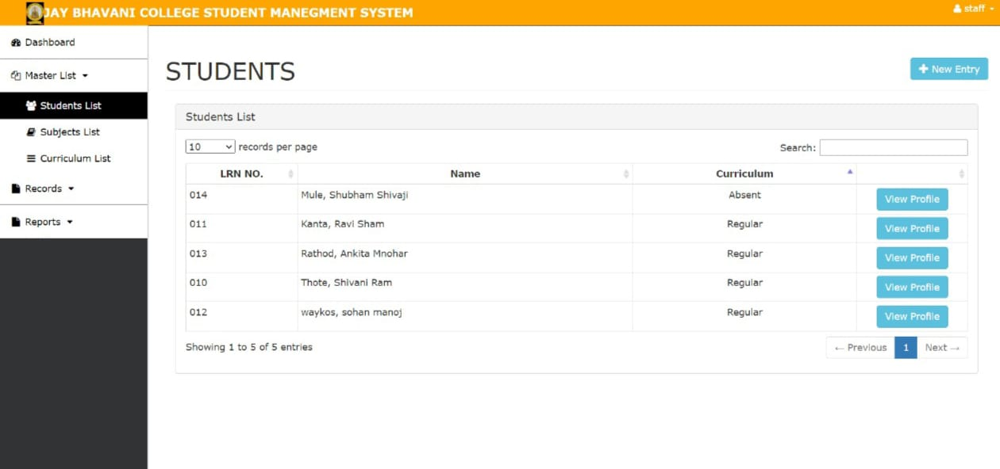 JAY BHAVANI COLLEGE STUDENT MANEGMENT SYSTEM
staff
Dashboard
Master List
Students List
Subjects List
Curriculum List
Records
Reports
STUDENTS
New Entry
Students List
10 records per page
Search:
LRN NO. Name Curriculum
014 Mule, Shubham Shivaji Absent View Profile
011 Kanta, Ravi Sham Regular View Profile
013 Rathod, Ankita Mnohar Regular View Profile
010 Thote, Shivani Ram Regular View Profile
012 waykos, sohan manoj Regular View Profile
Showing 1 to 5 of 5 entries
← Previous 1 Next →